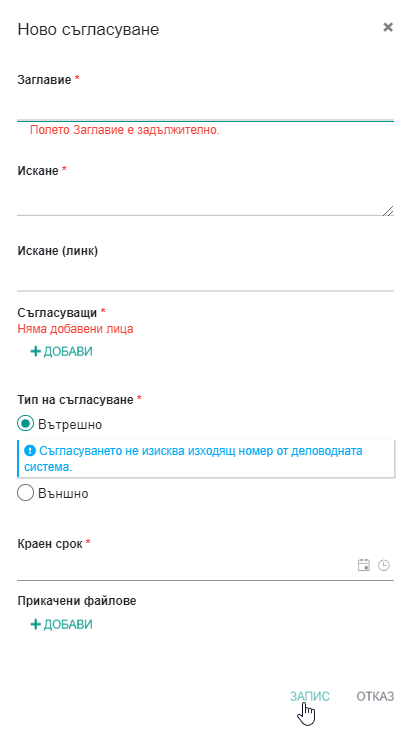 Ново съгласуване
Заглавие *
Полето Заглавие е задължително.
Искане *
Искане (линк)
Съгласуващи *
Няма добавени лица
+ ДОБАВИ
Тип на съгласуване *
Вътрешно
Съгласуването не изисква изходящ номер от деловодната
система.
Външно
Краен срок *
Прикачени файлове
+ ДОБАВИ
ЗАПИС ОТКАЗ